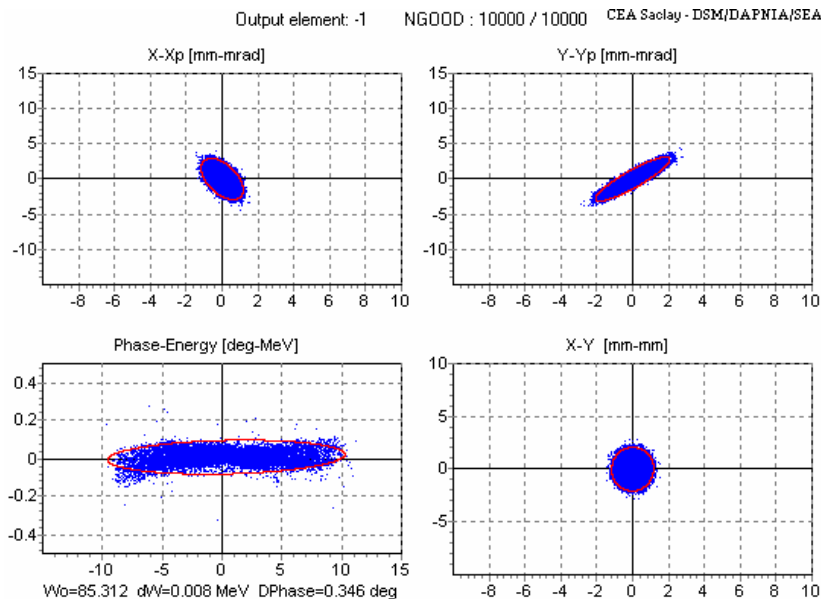 Output element: -1 NGOOD : 10000 / 10000 CEA Saclay - DSM/DAPNIA/SEA
X-Xp [mm-mrad] Y-Yp [mm-mrad]
15 15
10 10
5 5
0 0
-5 -5
-10 -10
-8 -6 -4 -2 0 2 4 6 8 10 -8 -6 -4 -2 0 2 4 6 8 10
Phase-Energy [deg-MeV] X-Y [mm-mm]
0.4 10
0.2 5
0 0
-0.2 -5
-0.4
-10 -5 0 5 10 15 -8 -6 -4 -2 0 2 4 6 8 10
Wo=85.312 dW=0.008 MeV DPhase=0.346 deg